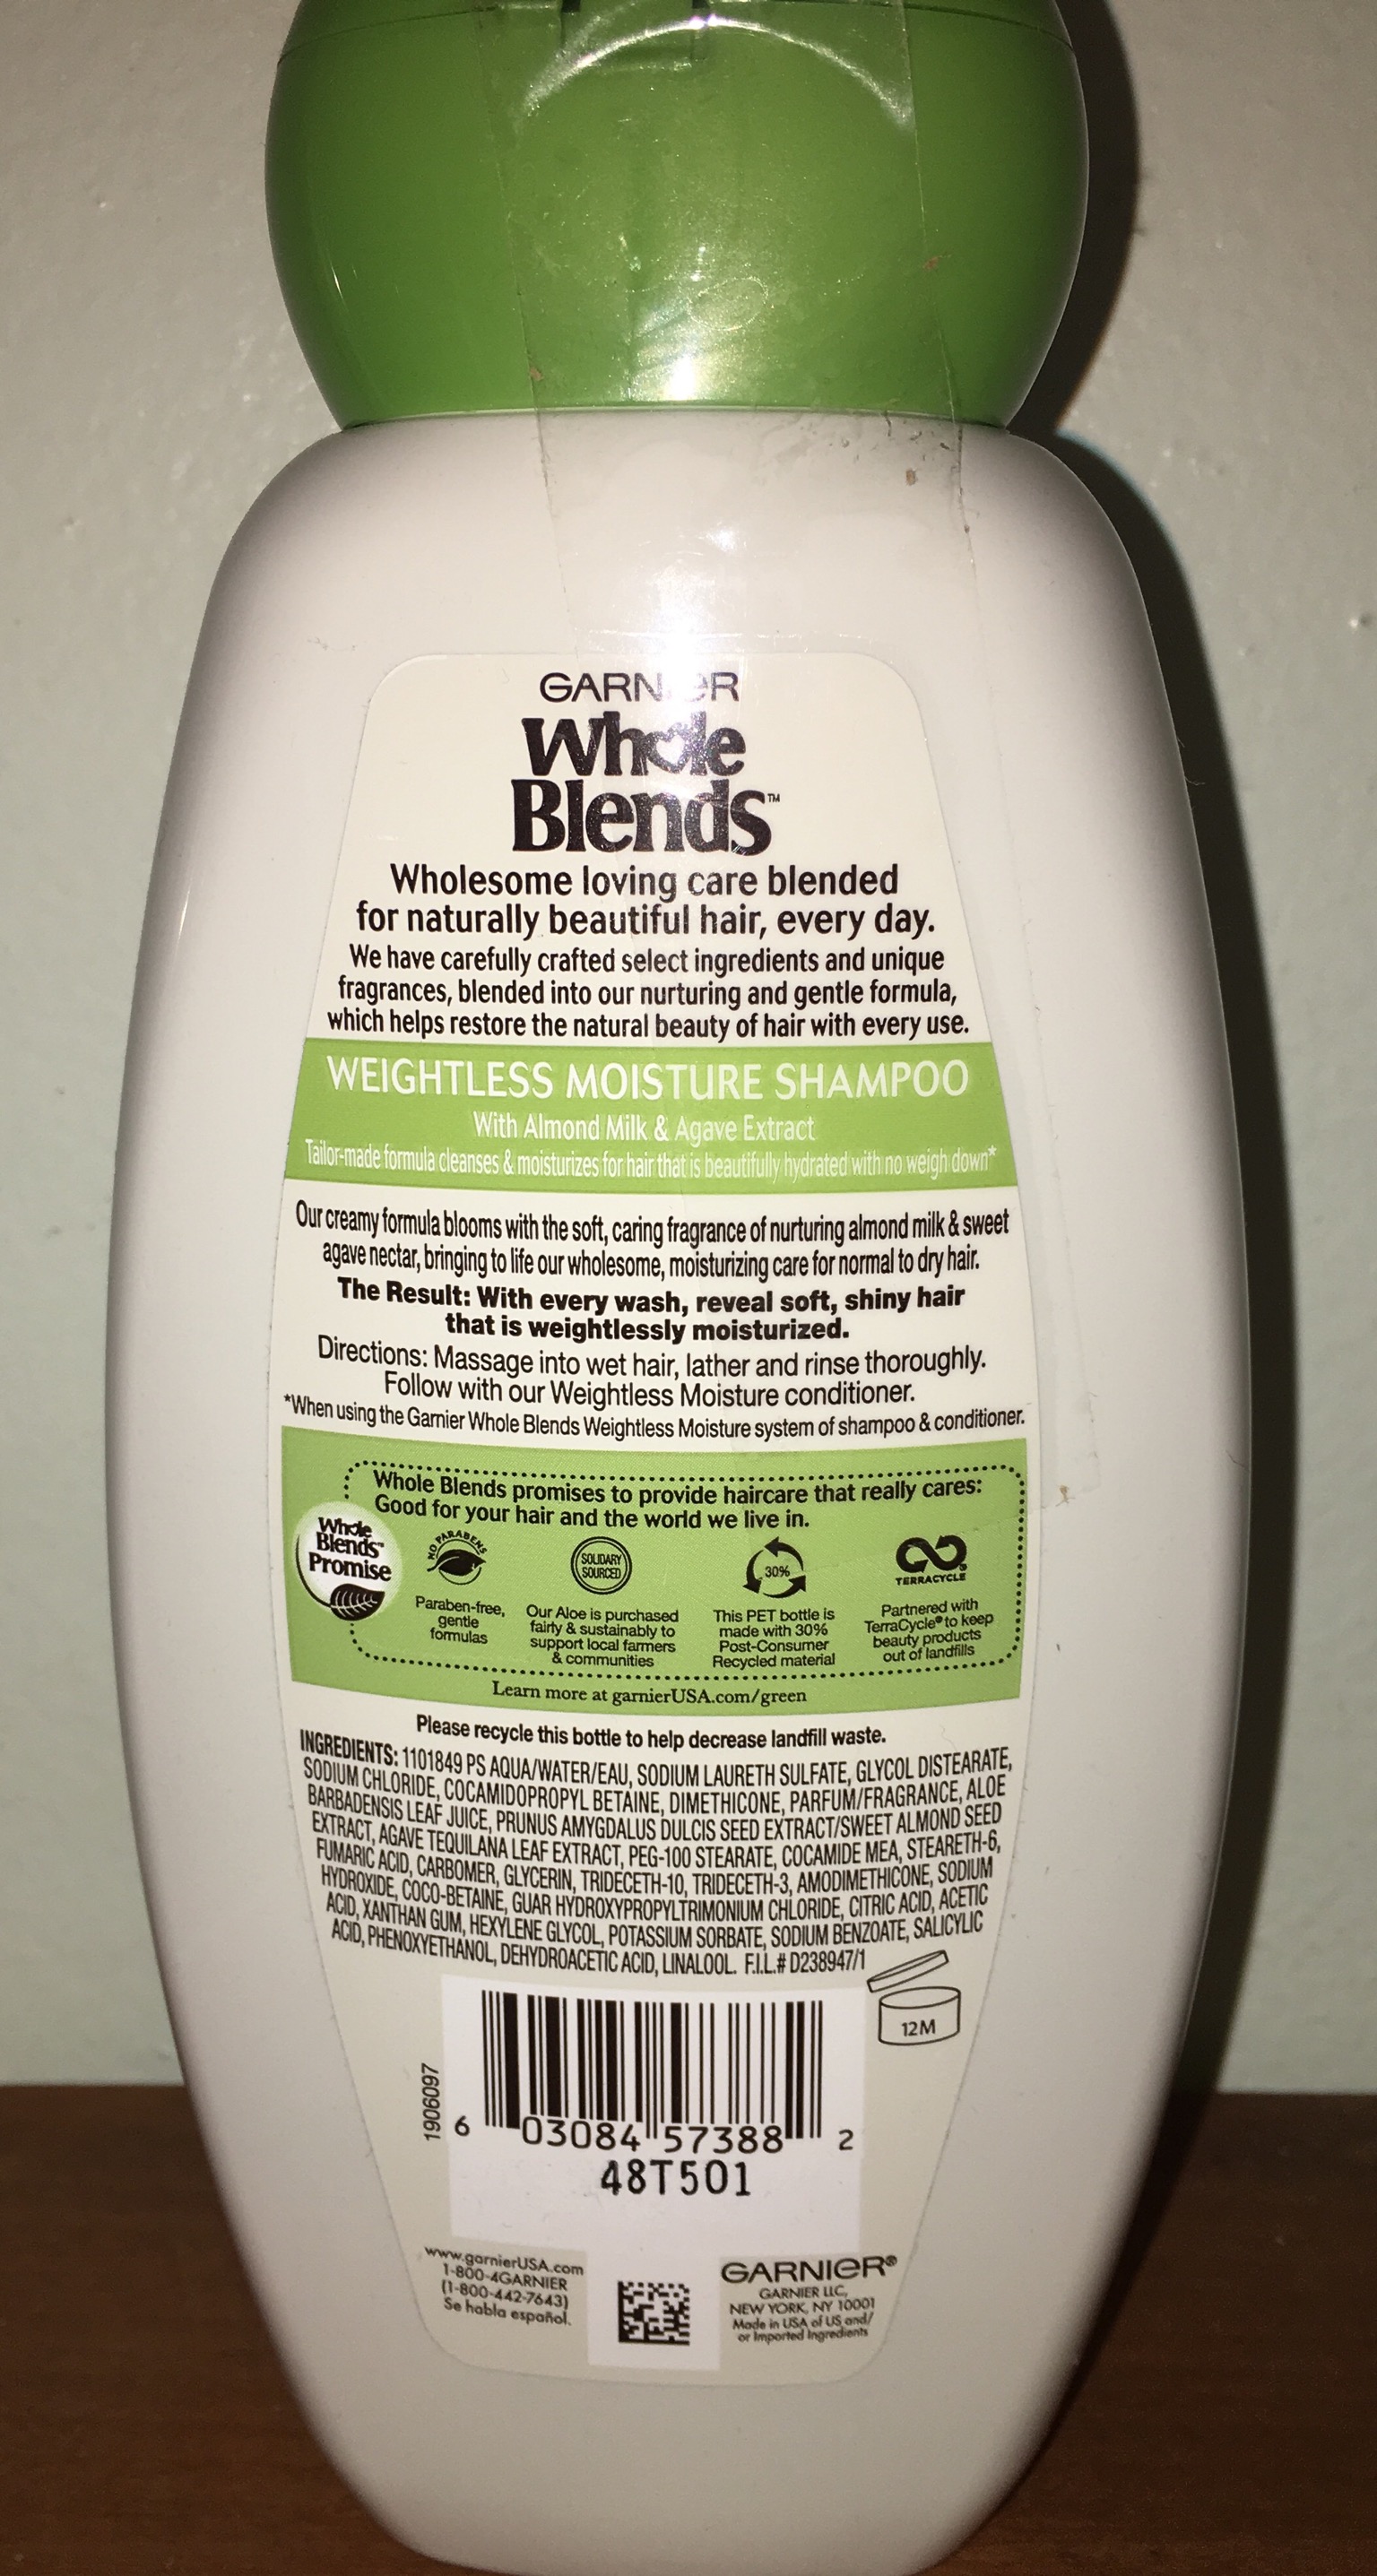 GARNIER
Whole
Blends™
Wholesome loving care blended
for naturally beautiful hair, every day.
We have carefully crafted select ingredients and unique
fragrances, blended into our nurturing and gentle formula,
which helps restore the natural beauty of hair with every use.
WEIGHTLESS MOISTURE SHAMPOO
With Almond Milk & Agave Extract
Tailor-made formula cleanses & moisturizes for hair that is beautifully hydrated with no weigh down*
Our creamy formula blooms with the soft, caring fragrance of nurturing almond milk & sweet
agave nectar, bringing to life our wholesome, moisturizing care for normal to dry hair.
The Result: With every wash, reveal soft, shiny hair
that is weightlessly moisturized.
Directions: Massage into wet hair, lather and rinse thoroughly.
Follow with our Weightless Moisture conditioner.
*When using the Garnier Whole Blends Weightless Moisture system of shampoo & conditioner.
Whole Blends promises to provide haircare that really cares:
Good for your hair and the world we live in.
Whole
Blends™
Promise
NO PARABENS
Paraben-free,
gentle
formulas
SOLIDARY
SOURCED
Our Aloe is purchased
fairly & sustainably to
support local farmers
& communities
30%
This PET bottle is
made with 30%
Post-Consumer
Recycled material
TERRACYCLE
Partnered with
TerraCycle® to keep
beauty products
out of landfills
Learn more at garnierUSA.com/green
Please recycle this bottle to help decrease landfill waste.
INGREDIENTS: 1101849 PS AQUA/WATER/EAU, SODIUM LAURETH SULFATE, GLYCOL DISTEARATE,
SODIUM CHLORIDE, COCAMIDOPROPYL BETAINE, DIMETHICONE, PARFUM/FRAGRANCE, ALOE
BARBADENSIS LEAF JUICE, PRUNUS AMYGDALUS DULCIS SEED EXTRACT/SWEET ALMOND SEED
EXTRACT, AGAVE TEQUILANA LEAF EXTRACT, PEG-100 STEARATE, COCAMIDE MEA, STEARETH-6,
FUMARIC ACID, CARBOMER, GLYCERIN, TRIDECETH-10, TRIDECETH-3, AMODIMETHICONE, SODIUM
HYDROXIDE, COCO-BETAINE, GUAR HYDROXYPROPYLTRIMONIUM CHLORIDE, CITRIC ACID, ACETIC
ACID, XANTHAN GUM, HEXYLENE GLYCOL, POTASSIUM SORBATE, SODIUM BENZOATE, SALICYLIC
ACID, PHENOXYETHANOL, DEHYDROACETIC ACID, LINALOOL. F.I.L.# D238947/1
12M
1906097
6 03084 57388 2
48T501
www.garnierUSA.com
1-800-4GARNIER
(1-800-442-7643)
Se habla español.
GARNIER®
GARNIER LLC,
NEW YORK, NY 10001
Made in USA of US and/
or Imported Ingredients